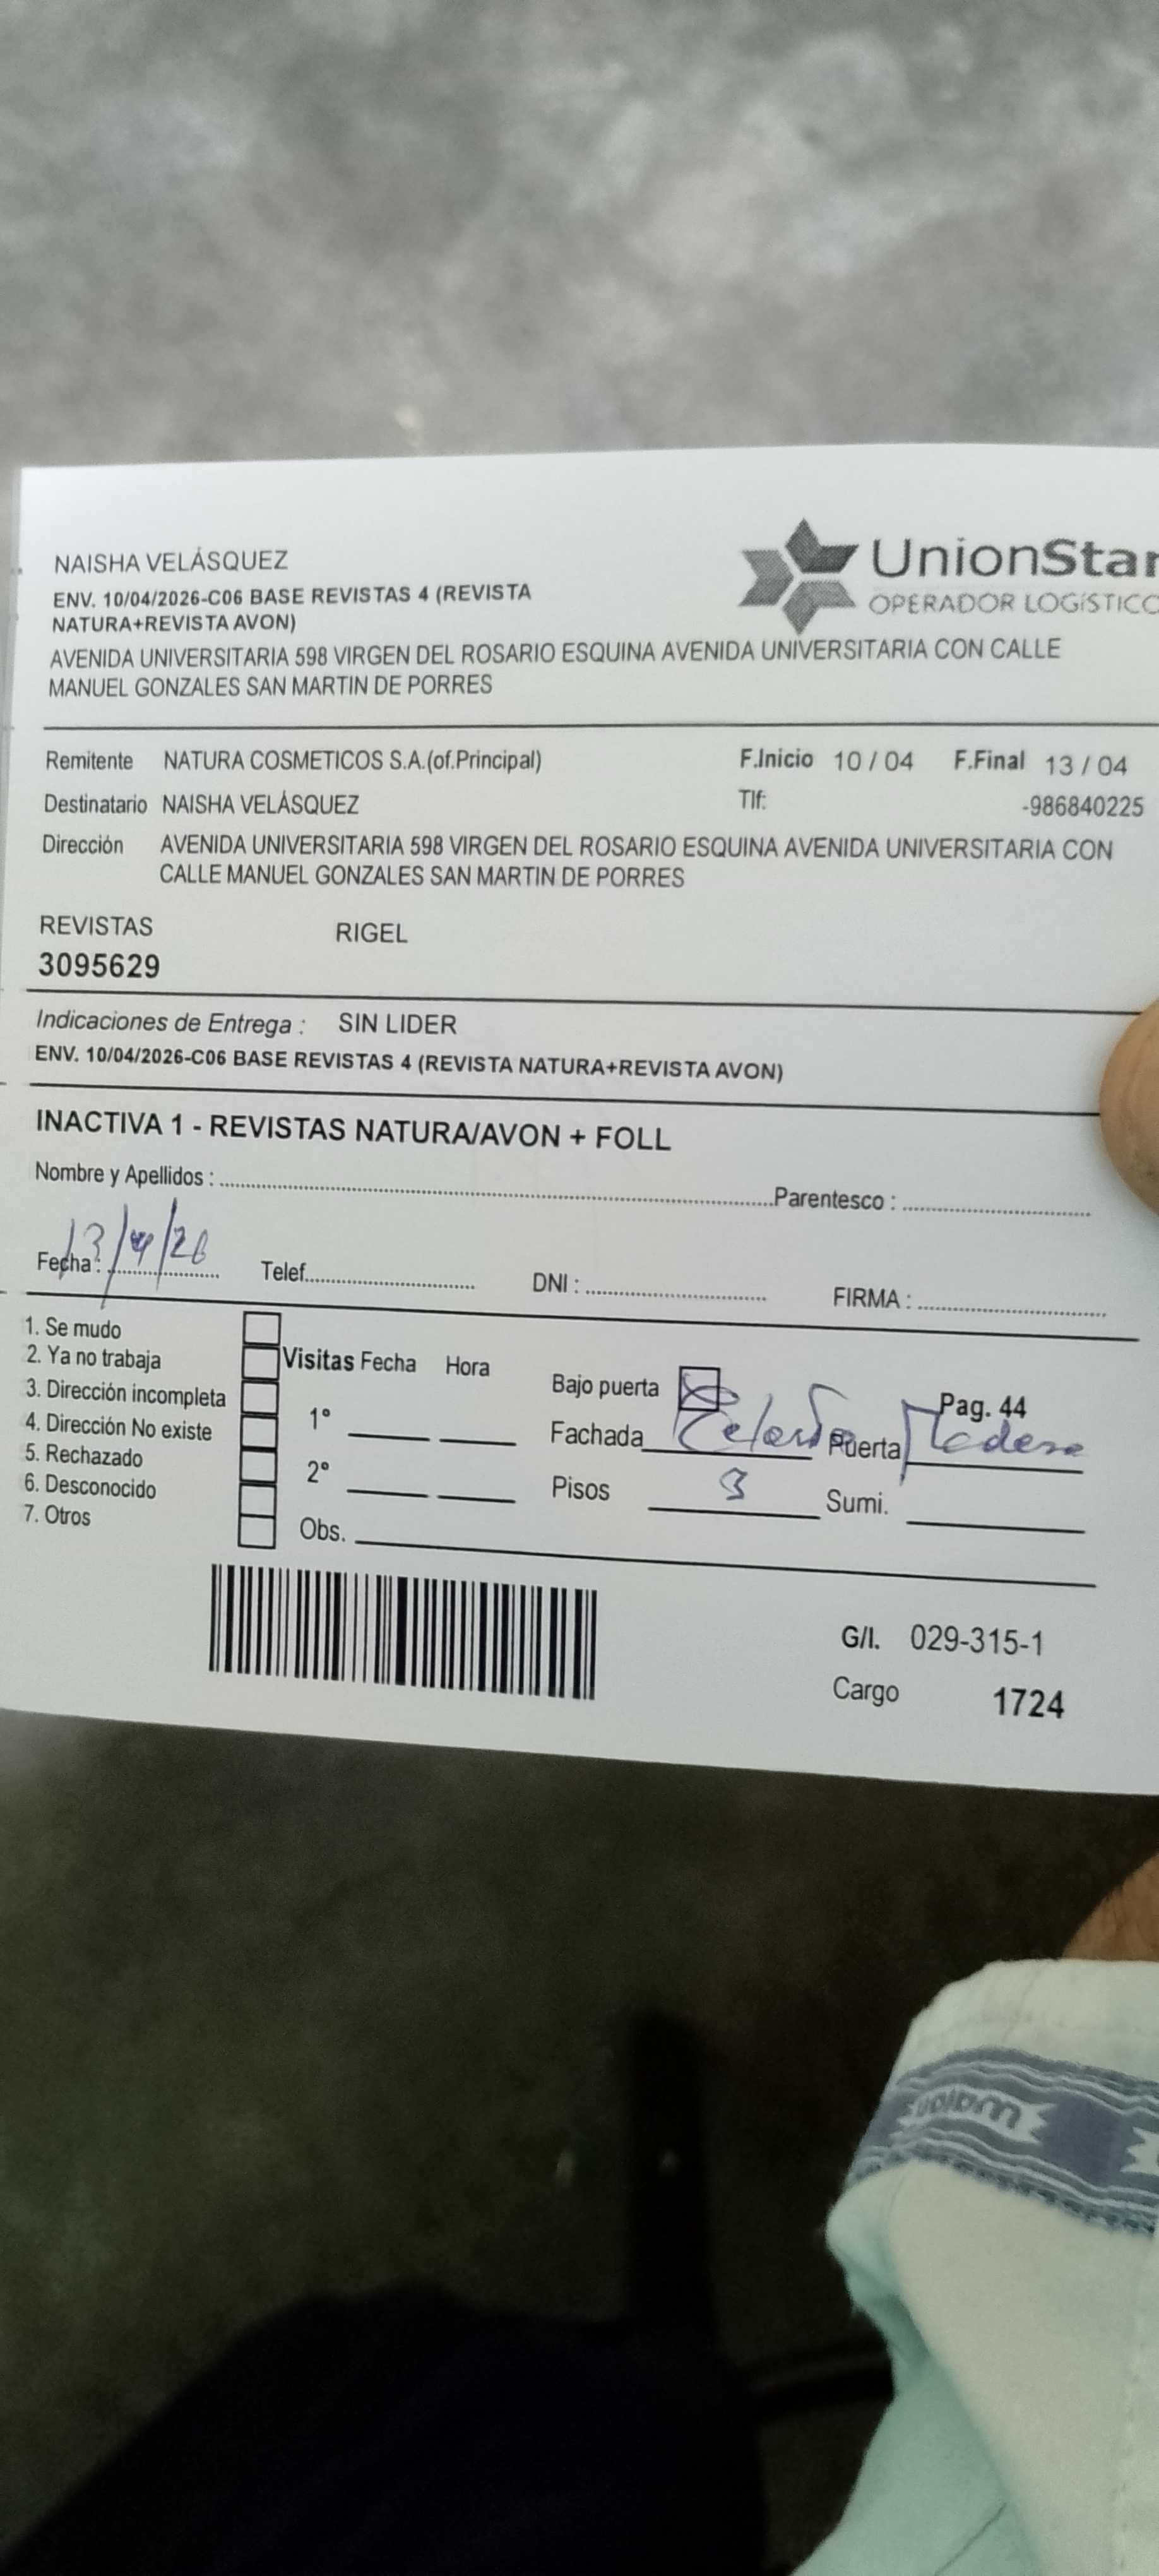 NAISHA VELÁSQUEZ
ENV. 10/04/2026-C06 BASE REVISTAS 4 (REVISTA
NATURA+REVISTA AVON)
AVENIDA UNIVERSITARIA 598 VIRGEN DEL ROSARIO ESQUINA AVENIDA UNIVERSITARIA CON CALLE
MANUEL GONZALES SAN MARTIN DE PORRES
UnionStar
OPERADOR LOGÍSTICO
Remitente NATURA COSMETICOS S.A.(of.Principal) F.Inicio 10 / 04 F.Final 13 / 04
Destinatario NAISHA VELÁSQUEZ Tlf: -986840225
Dirección AVENIDA UNIVERSITARIA 598 VIRGEN DEL ROSARIO ESQUINA AVENIDA UNIVERSITARIA CON
CALLE MANUEL GONZALES SAN MARTIN DE PORRES
REVISTAS RIGEL
3095629
Indicaciones de Entrega : SIN LIDER
ENV. 10/04/2026-C06 BASE REVISTAS 4 (REVISTA NATURA+REVISTA AVON)
INACTIVA 1 - REVISTAS NATURA/AVON + FOLL
Nombre y Apellidos : Parentesco :
Fecha: 13/4/26 Telef. DNI : FIRMA :
1. Se mudo
2. Ya no trabaja
3. Dirección incompleta
4. Dirección No existe
5. Rechazado
6. Desconocido
7. Otros
Visitas Fecha Hora
1°
2°
Obs.
Bajo puerta Pag. 44
Fachada Puerta Madera
Pisos 3 Sumi.
G/I. 029-315-1
Cargo 1724